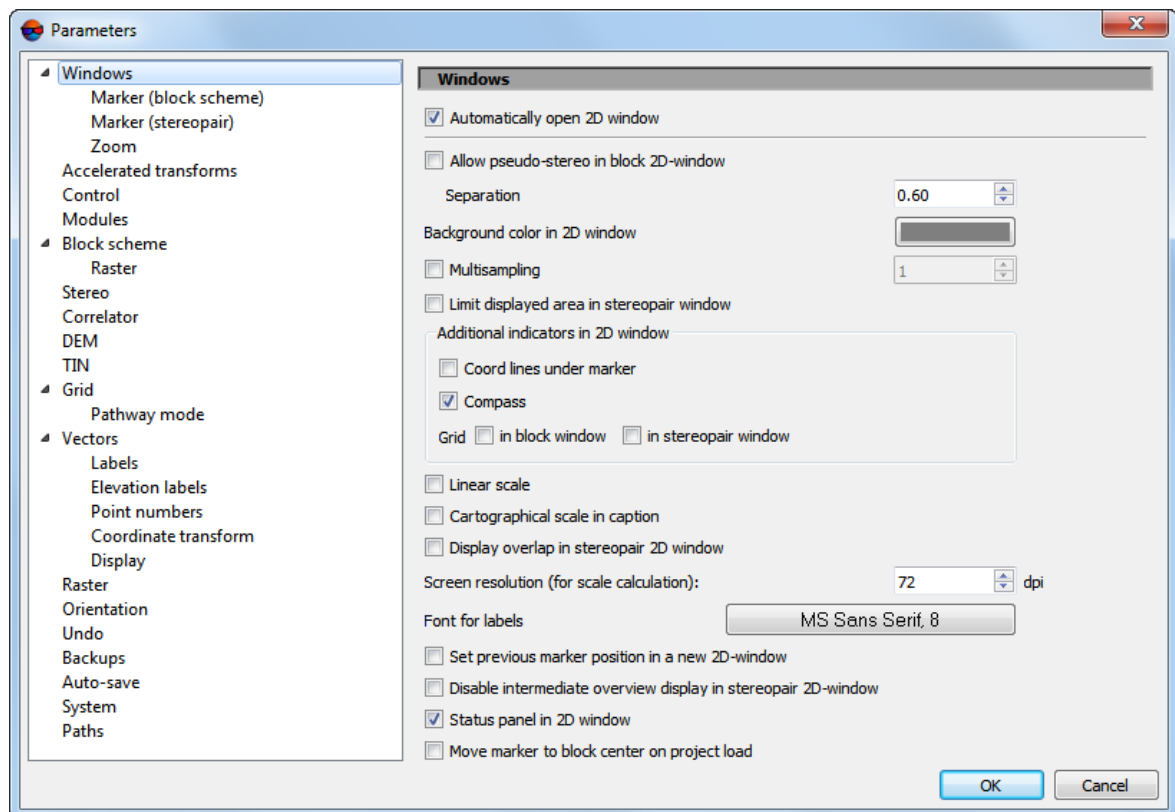 Parameters
Windows
Marker (block scheme)
Marker (stereopair)
Zoom
Accelerated transforms
Control
Modules
Block scheme
Raster
Stereo
Correlator
DEM
TIN
Grid
Pathway mode
Vectors
Labels
Elevation labels
Point numbers
Coordinate transform
Display
Raster
Orientation
Undo
Backups
Auto-save
System
Paths
Windows
Automatically open 2D window
Allow pseudo-stereo in block 2D-window
Separation 0.60
Background color in 2D window
Multisampling 1
Limit displayed area in stereopair window
Additional indicators in 2D window
Coord lines under marker
Compass
Grid in block window in stereopair window
Linear scale
Cartographical scale in caption
Display overlap in stereopair 2D window
Screen resolution (for scale calculation): 72 dpi
Font for labels MS Sans Serif, 8
Set previous marker position in a new 2D-window
Disable intermediate overview display in stereopair 2D-window
Status panel in 2D window
Move marker to block center on project load
OK Cancel